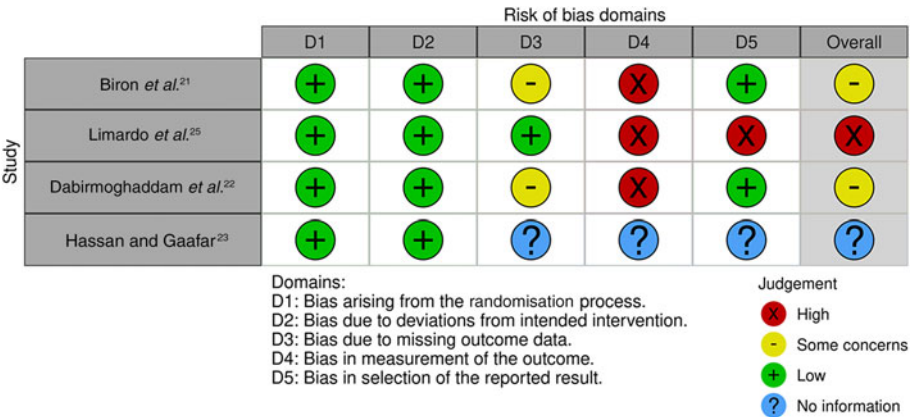 Risk of bias domains
D1 D2 D3 D4 D5 Overall
Study
Biron et al.21 + + - X + -
Limardo et al.25 + + + X X X
Dabirmoghaddam et al.22 + + - X + -
Hassan and Gaafar23 + + ? ? ? ?
Domains:
D1: Bias arising from the randomisation process.
D2: Bias due to deviations from intended intervention.
D3: Bias due to missing outcome data.
D4: Bias in measurement of the outcome.
D5: Bias in selection of the reported result.
Judgement
X High
- Some concerns
+ Low
? No information